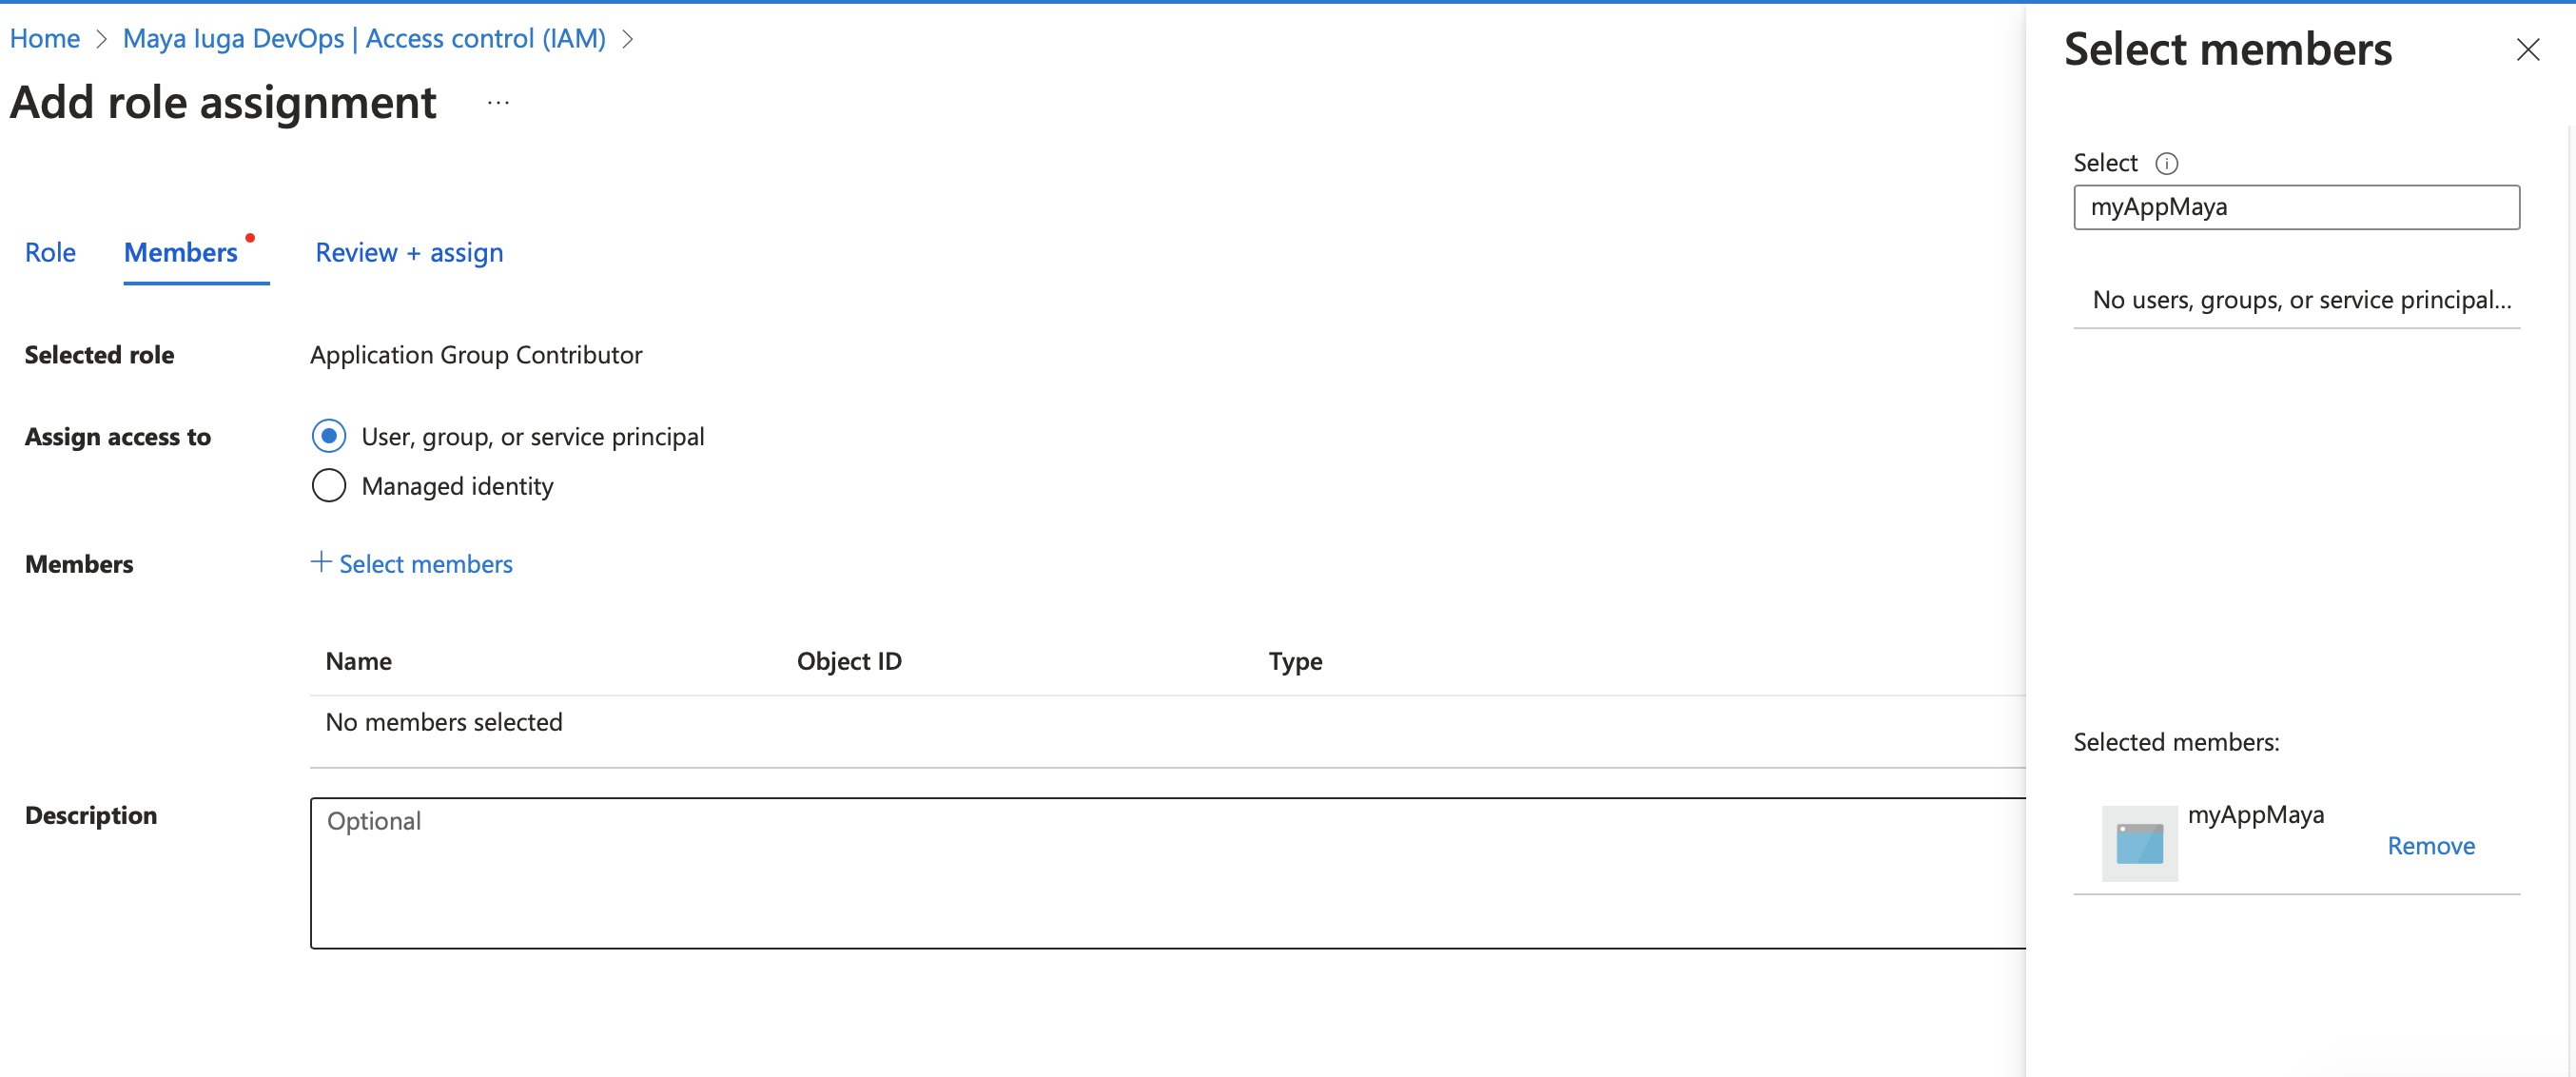 Home > Maya Iuga DevOps | Access control (IAM) >
Add role assignment ...
Role Members Review + assign
Selected role Application Group Contributor
Assign access to User, group, or service principal
Managed identity
Members + Select members
Name Object ID Type
No members selected
Description Optional
Select members
Select
myAppMaya
No users, groups, or service principal...
Selected members:
myAppMaya
Remove